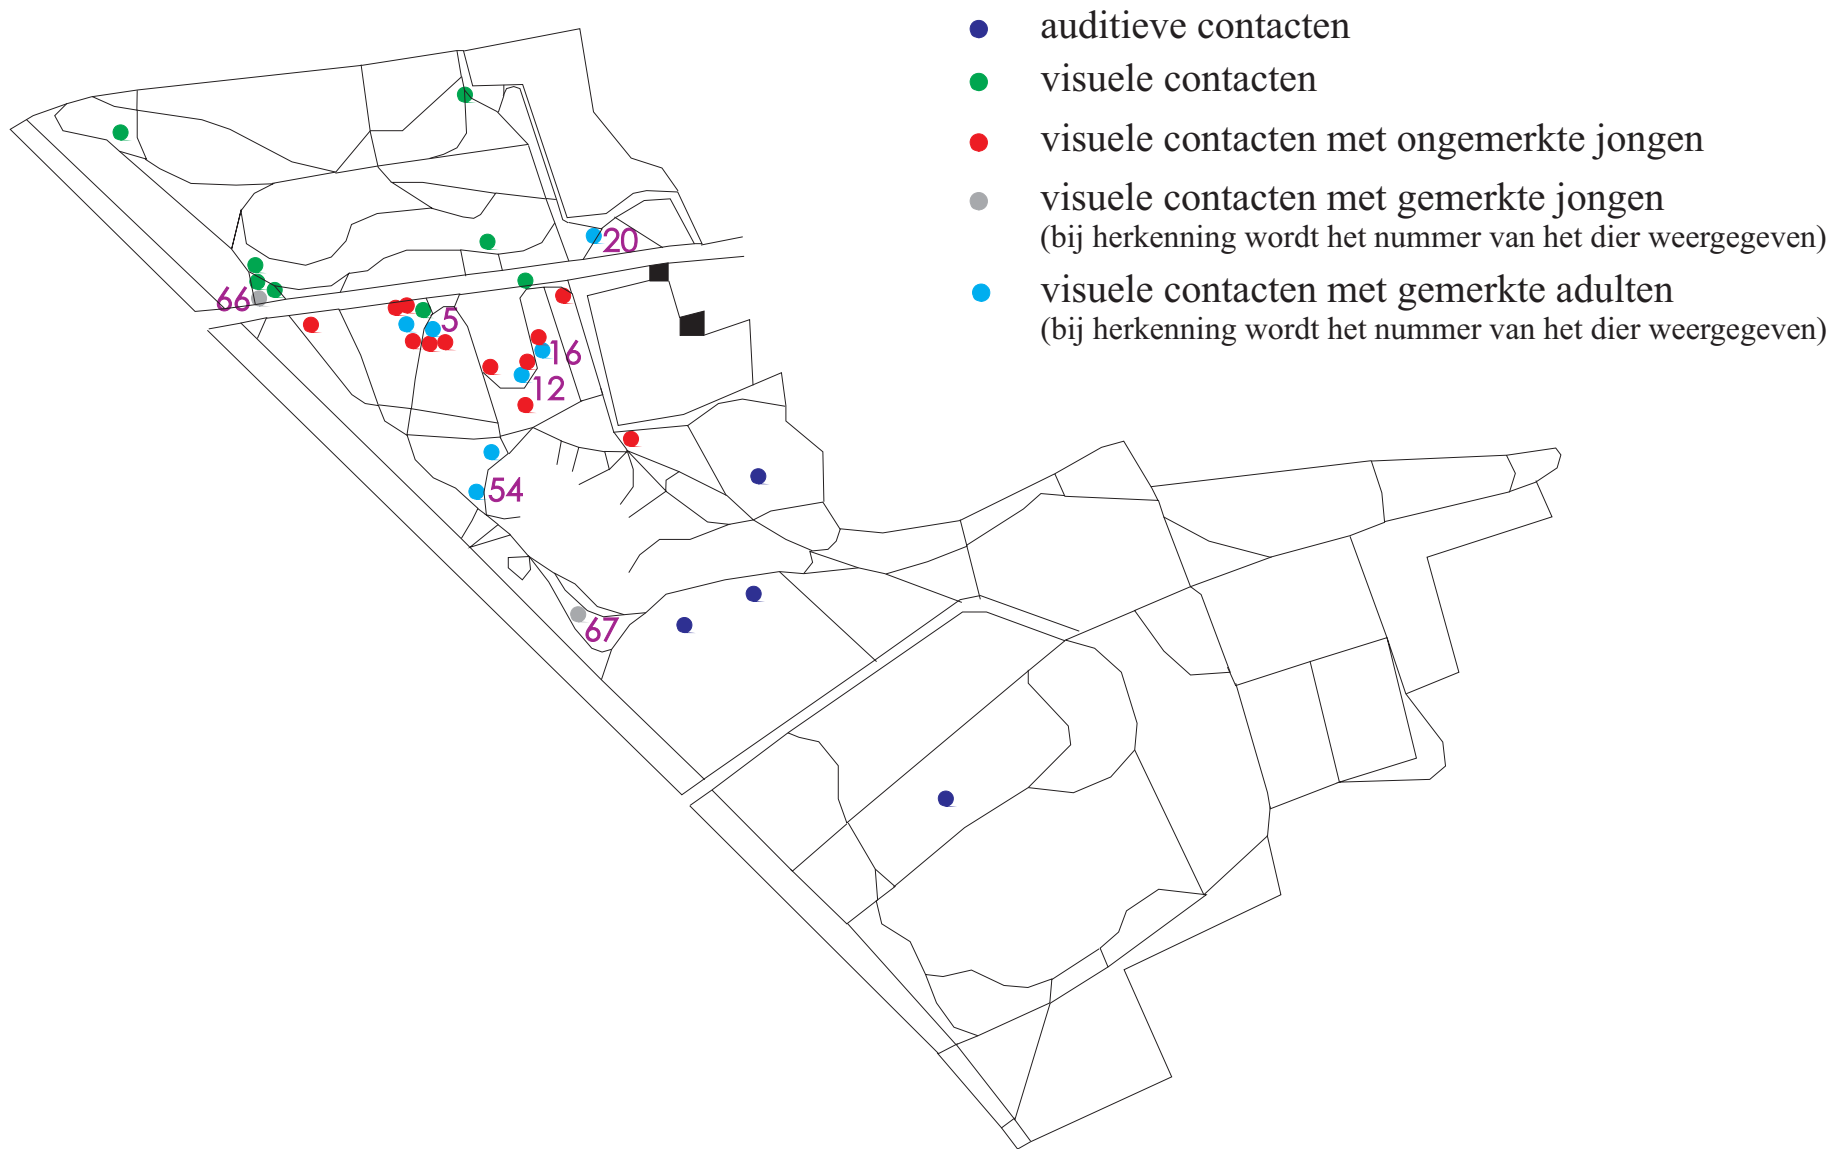 auditieve contacten
visuele contacten
visuele contacten met ongemerkte jongen
visuele contacten met gemerkte jongen
(bij herkenning wordt het nummer van het dier weergegeven)
visuele contacten met gemerkte adulten
(bij herkenning wordt het nummer van het dier weergegeven)
20
66
5
16
12
54
67